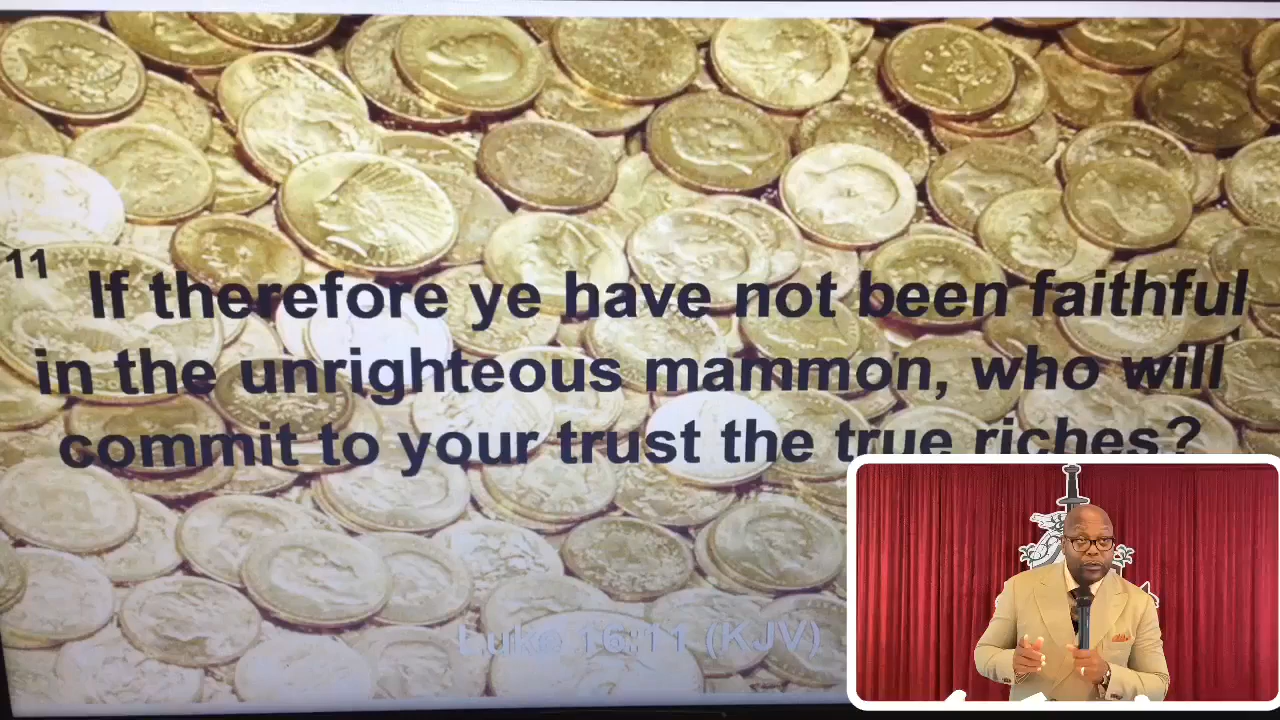 11 If therefore ye have not been faithful
in the unrighteous mammon, who will
commit to your trust the true riches?
Luke 16:11 (KJV)